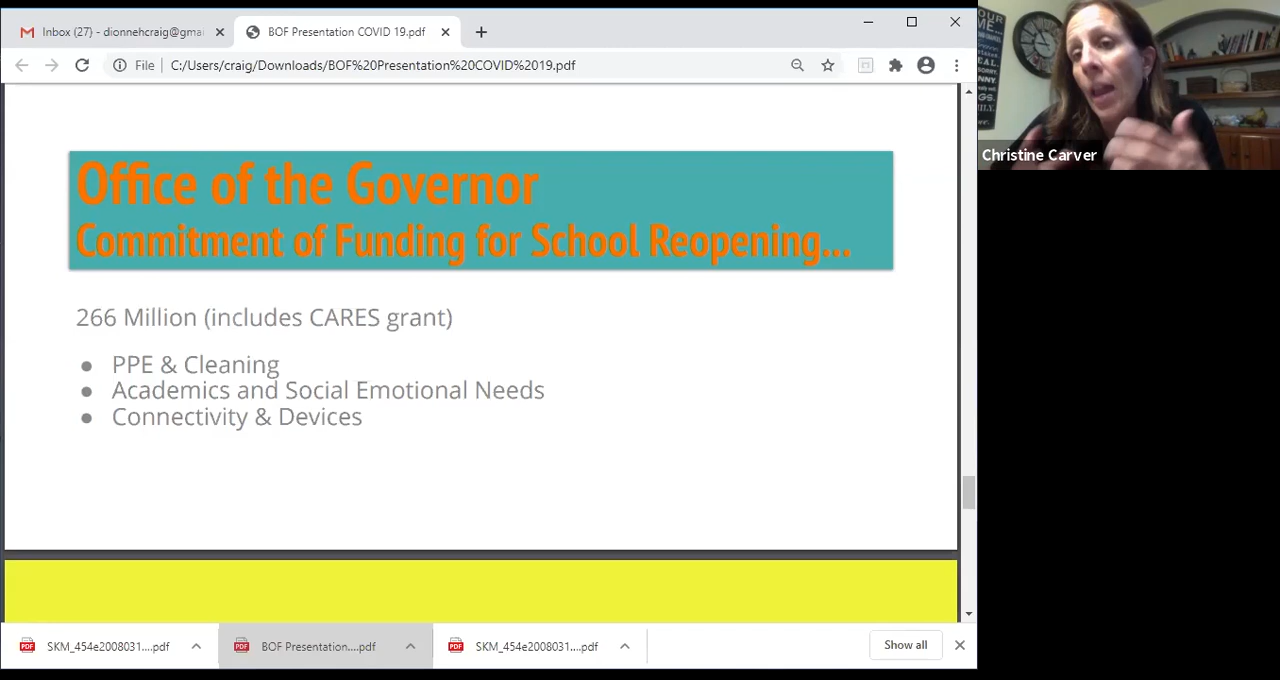 Inbox (27) - dionnehcraig@gmai
BOF Presentation COVID 19.pdf
File
C:/Users/craig/Downloads/BOF%20Presentation%20COVID%2019.pdf
Office of the Governor
Commitment of Funding for School Reopening...
266 Million (includes CARES grant)
● PPE & Cleaning
● Academics and Social Emotional Needs
● Connectivity & Devices
SKM_454e2008031....pdf
BOF Presentation....pdf
SKM_454e2008031....pdf
Show all
Christine Carver